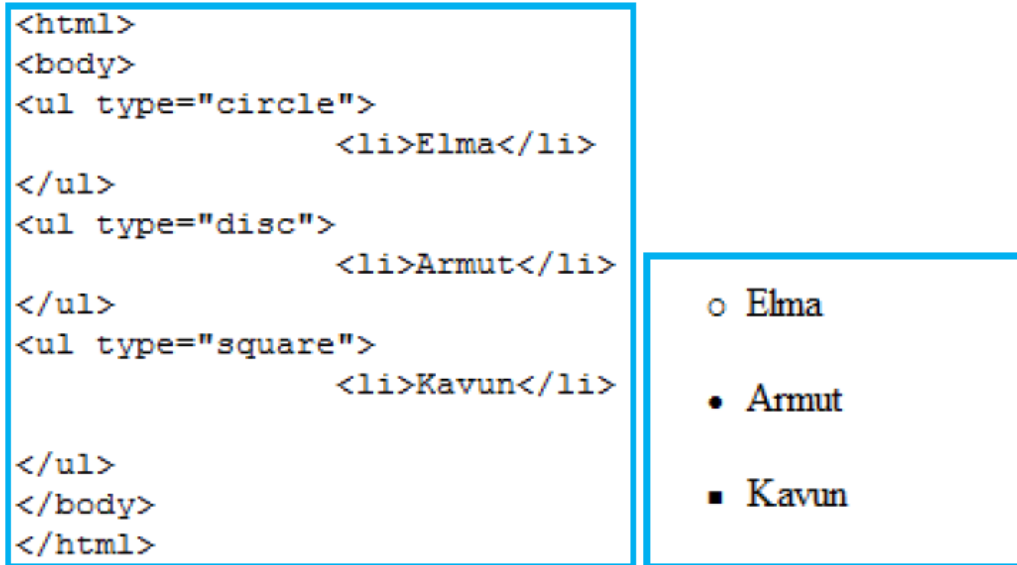 <html>
<body>
<ul type="circle">
<li>Elma</li>
</ul>
<ul type="disc">
<li>Armut</li>
</ul>
<ul type="square">
<li>Kavun</li>
</ul>
</body>
</html>
○ Elma
● Armut
■ Kavun